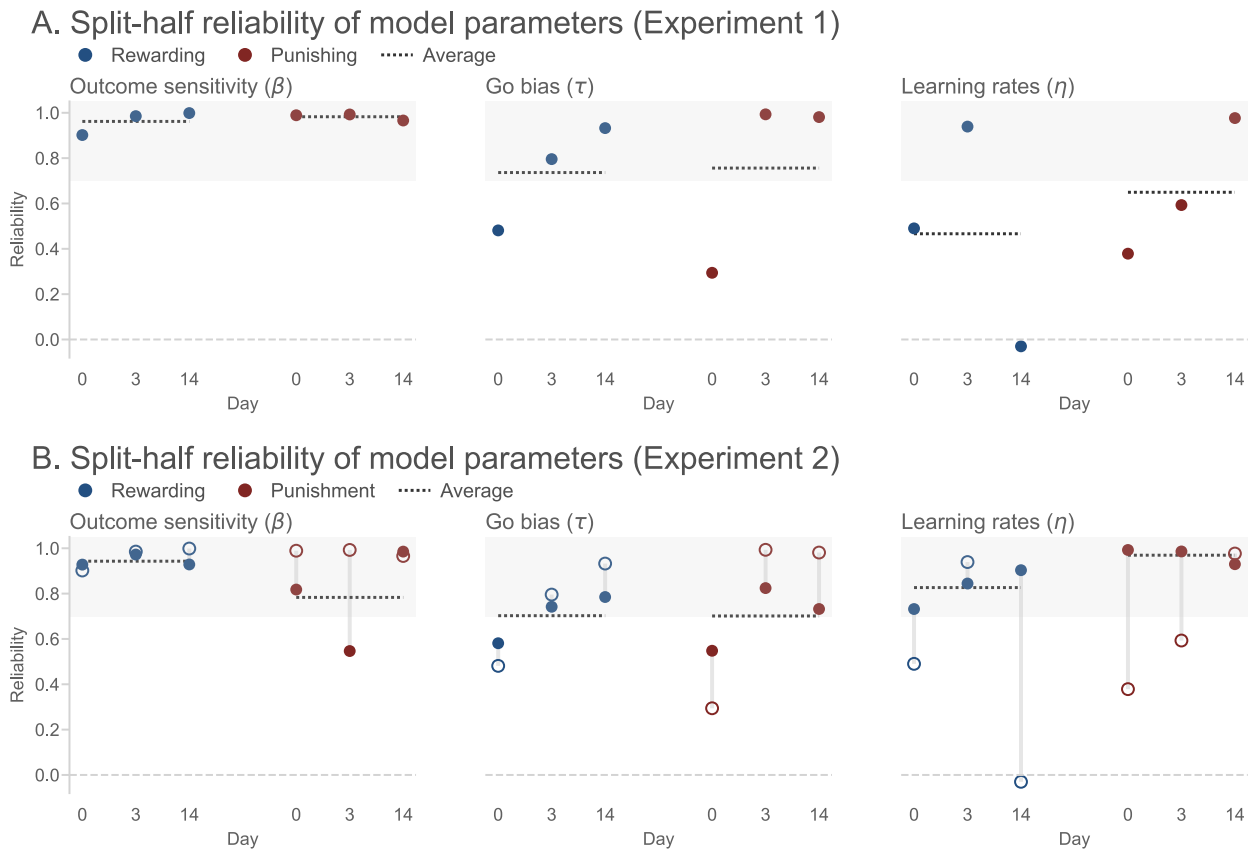 A. Split-half reliability of model parameters (Experiment 1)
Rewarding Punishing Average
Outcome sensitivity (β) Go bias (τ) Learning rates (η)
1.0
0.8
0.6
0.4
0.2
0.0
Reliability
0 3 14 0 3 14 0 3 14 0 3 14 0 3 14 0 3 14
Day Day Day
B. Split-half reliability of model parameters (Experiment 2)
Rewarding Punishment Average
Outcome sensitivity (β) Go bias (τ) Learning rates (η)
1.0
0.8
0.6
0.4
0.2
0.0
Reliability
0 3 14 0 3 14 0 3 14 0 3 14 0 3 14 0 3 14
Day Day Day